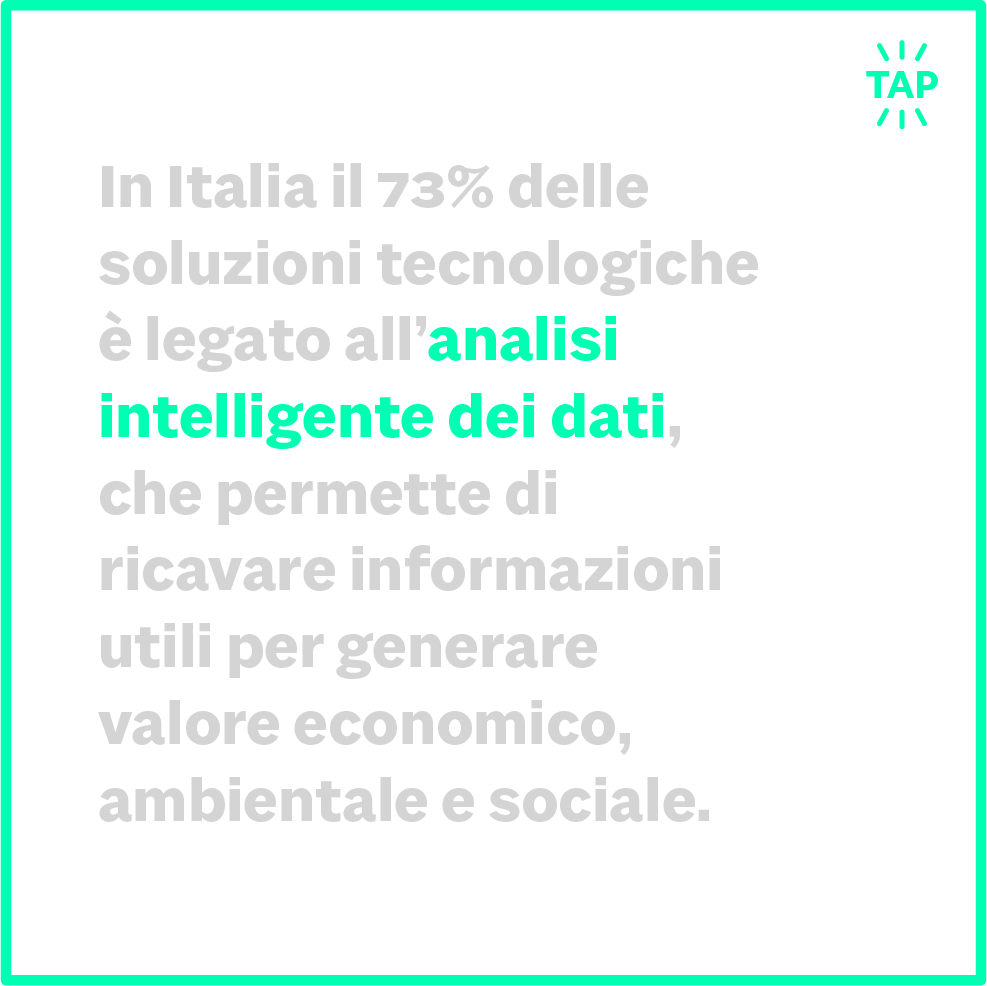 TAP
In Italia il 73% delle
soluzioni tecnologiche
è legato all’analisi
intelligente dei dati,
che permette di
ricavare informazioni
utili per generare
valore economico,
ambientale e sociale.